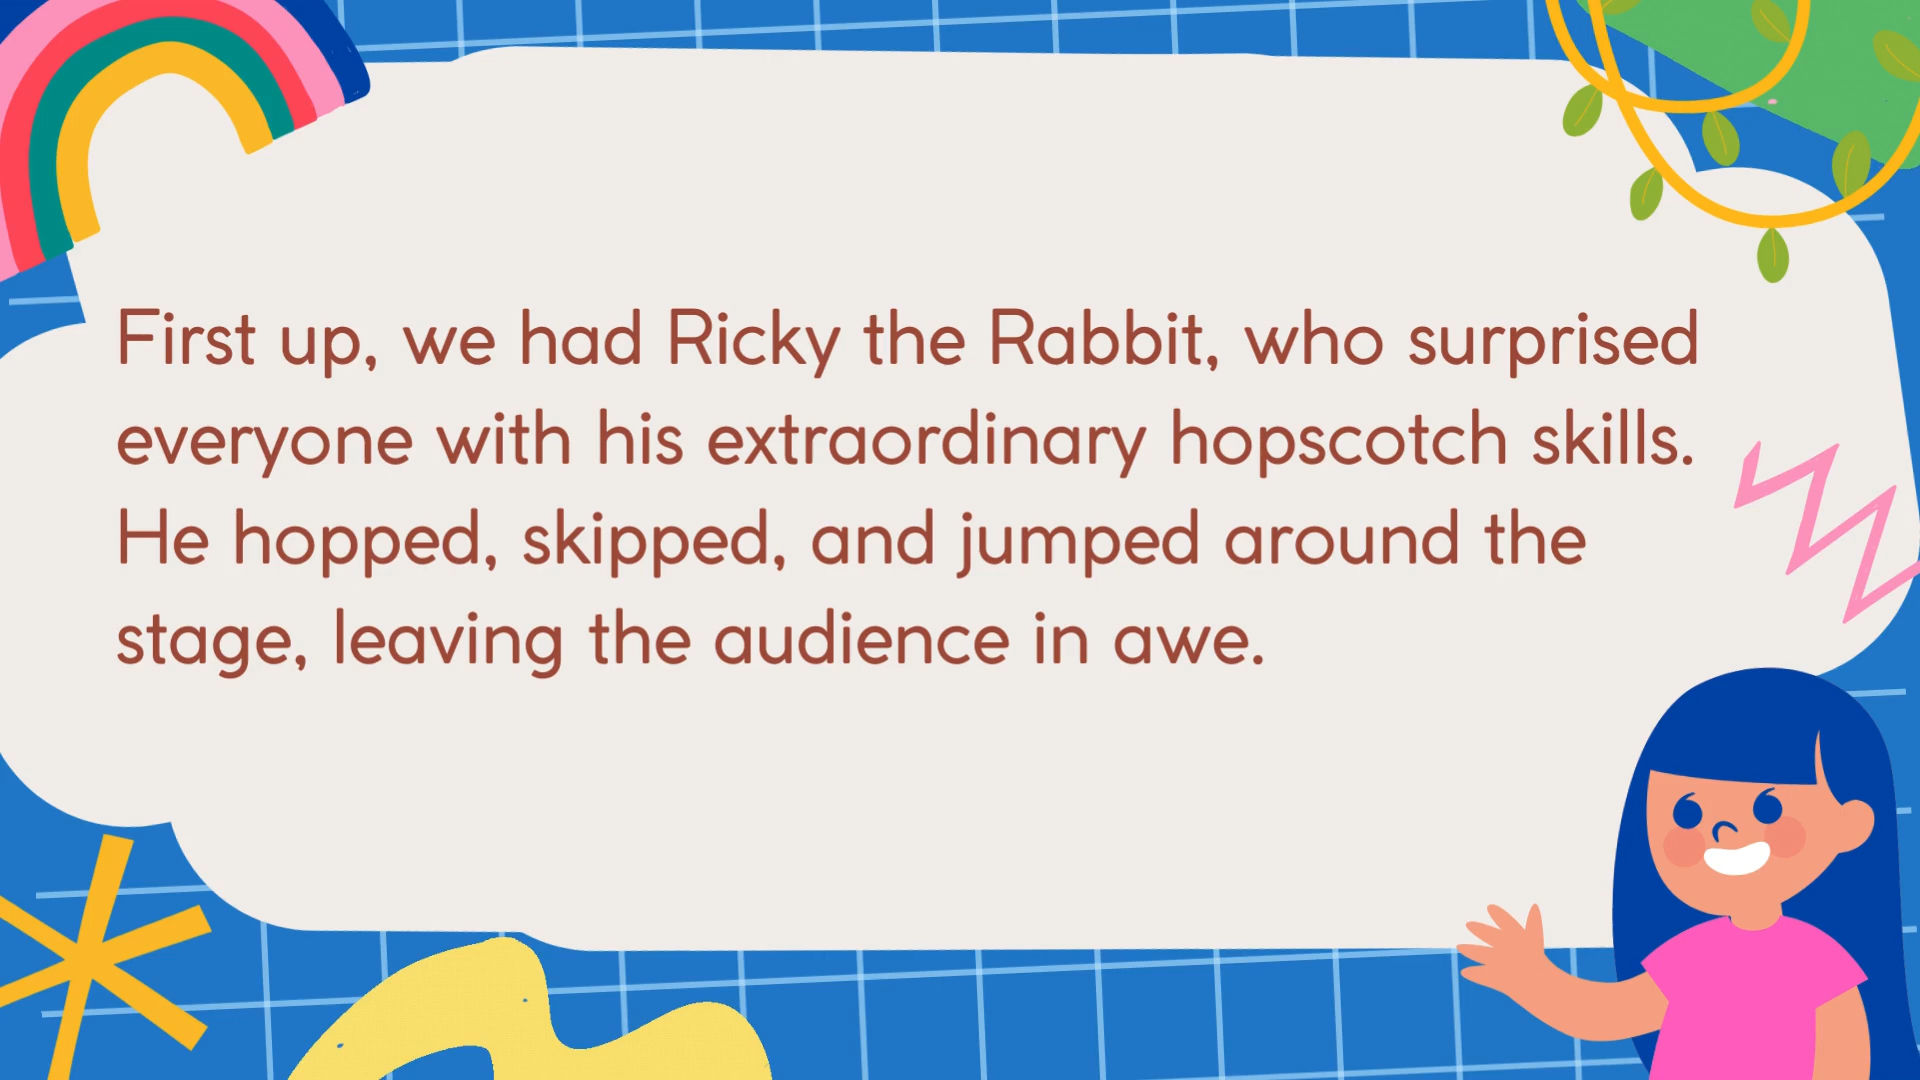 First up, we had Ricky the Rabbit, who surprised
everyone with his extraordinary hopscotch skills.
He hopped, skipped, and jumped around the
stage, leaving the audience in awe.